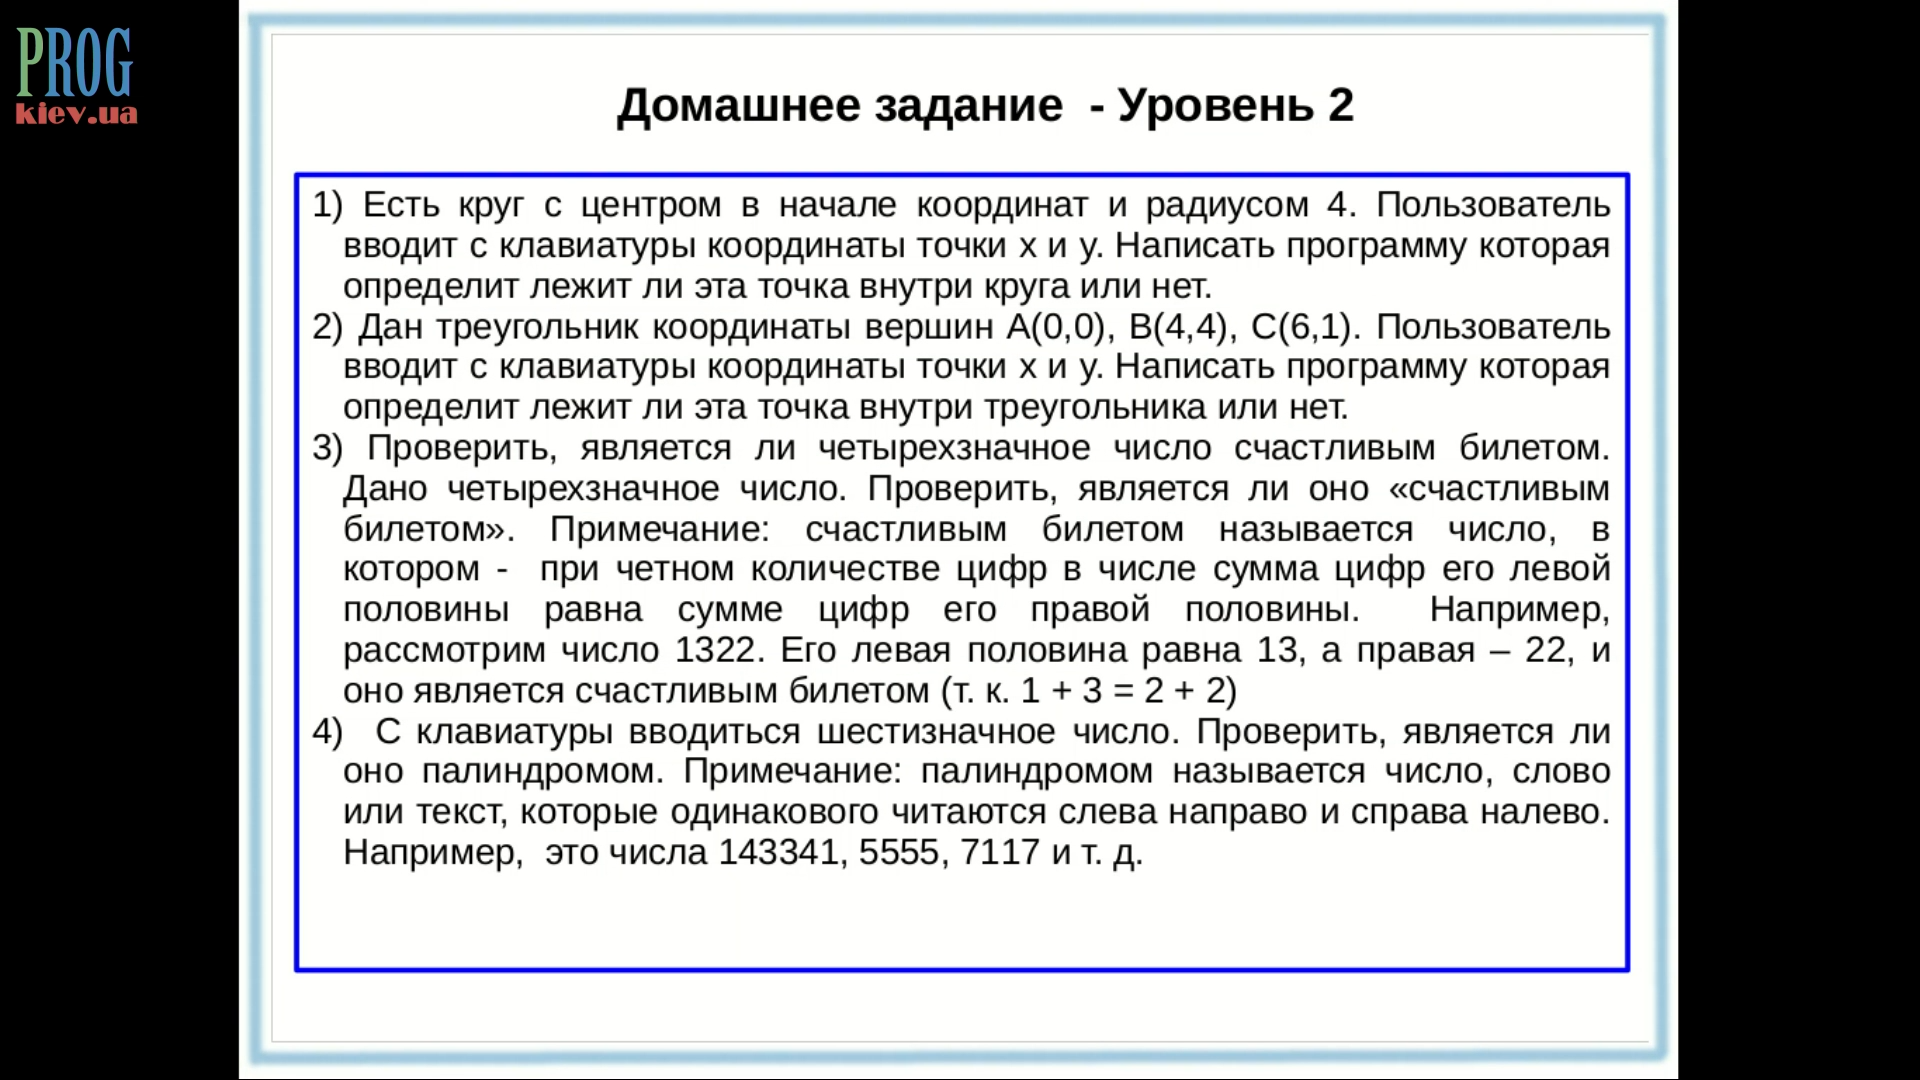 PROG
kiev.ua
Домашнее задание - Уровень 2
1) Есть круг с центром в начале координат и радиусом 4. Пользователь
вводит с клавиатуры координаты точки x и y. Написать программу которая
определит лежит ли эта точка внутри круга или нет.
2) Дан треугольник координаты вершин А(0,0), В(4,4), С(6,1). Пользователь
вводит с клавиатуры координаты точки x и y. Написать программу которая
определит лежит ли эта точка внутри треугольника или нет.
3) Проверить, является ли четырехзначное число счастливым билетом.
Дано четырехзначное число. Проверить, является ли оно «счастливым
билетом». Примечание: счастливым билетом называется число, в
котором - при четном количестве цифр в числе сумма цифр его левой
половины равна сумме цифр его правой половины. Например,
рассмотрим число 1322. Его левая половина равна 13, а правая – 22, и
оно является счастливым билетом (т. к. 1 + 3 = 2 + 2)
4) С клавиатуры вводиться шестизначное число. Проверить, является ли
оно палиндромом. Примечание: палиндромом называется число, слово
или текст, которые одинакового читаются слева направо и справа налево.
Например, это числа 143341, 5555, 7117 и т. д.